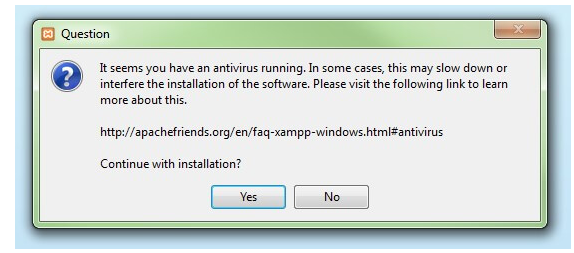 Question
It seems you have an antivirus running. In some cases, this may slow down or
interfere the installation of the software. Please visit the following link to learn
more about this.
http://apachefriends.org/en/faq-xampp-windows.html#antivirus
Continue with installation?
Yes
No